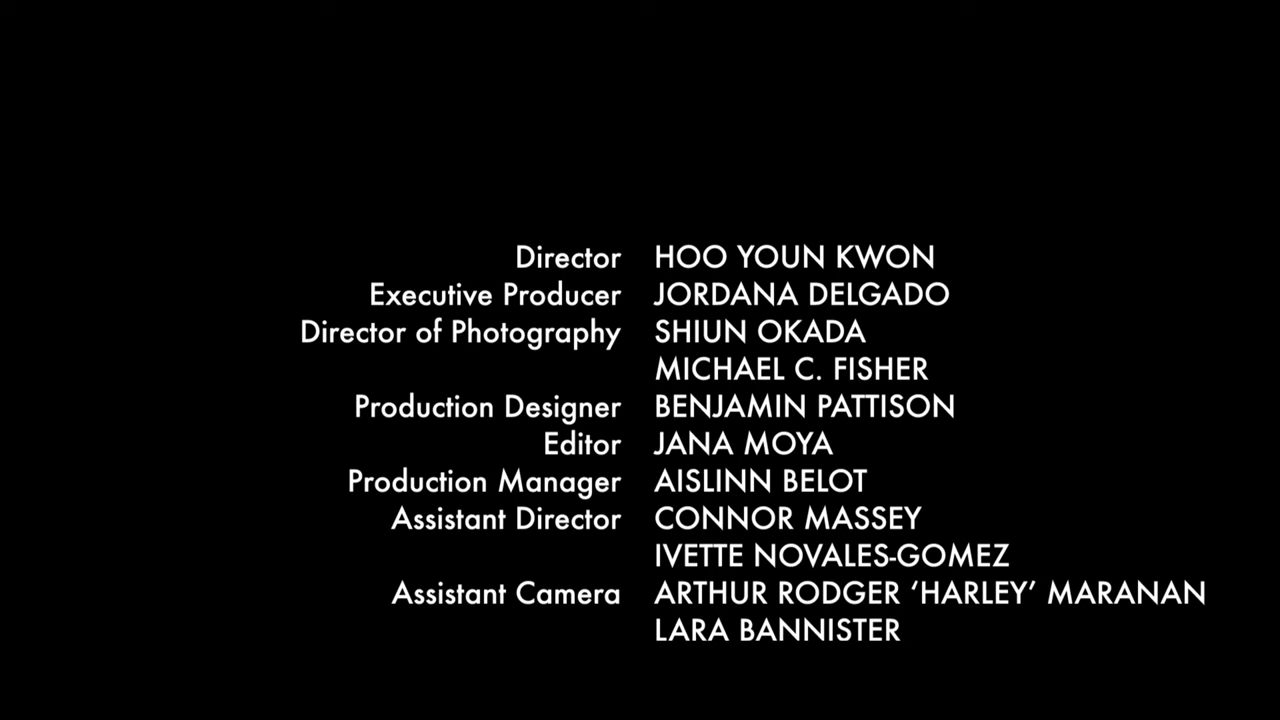 Director HOO YOUN KWON
Executive Producer JORDANA DELGADO
Director of Photography SHIUN OKADA
MICHAEL C. FISHER
Production Designer BENJAMIN PATTISON
Editor JANA MOYA
Production Manager AISLINN BELOT
Assistant Director CONNOR MASSEY
IVETTE NOVALES-GOMEZ
Assistant Camera ARTHUR RODGER ‘HARLEY’ MARANAN
LARA BANNISTER